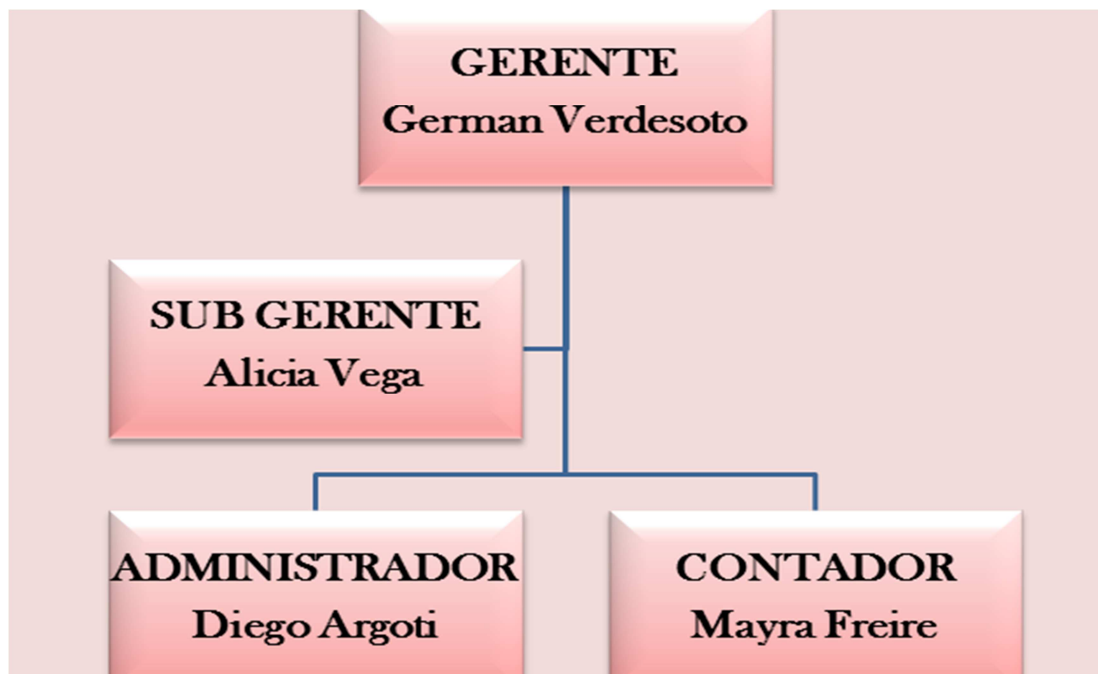 GERENTE
German Verdesoto
SUB GERENTE
Alicia Vega
ADMINISTRADOR
Diego Argoti
CONTADOR
Mayra Freire